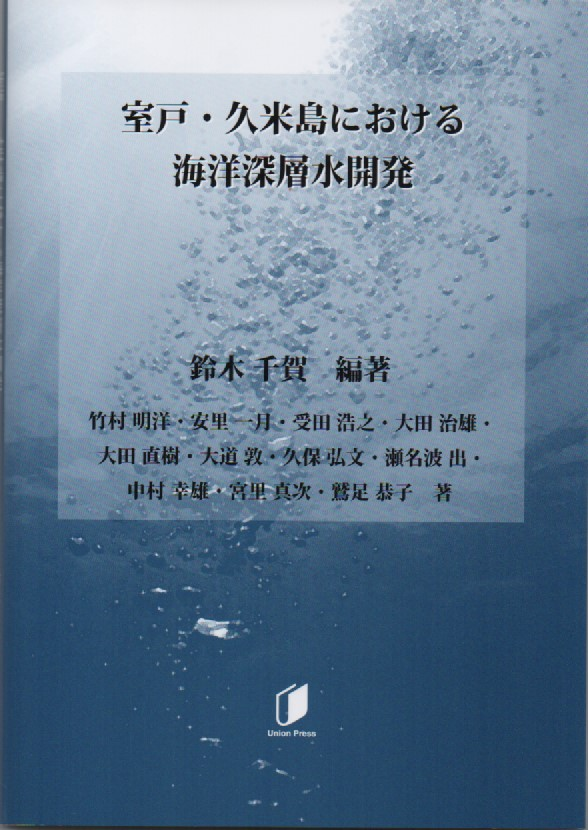 室戸・久米島における
海洋深層水開発
鈴木 千賀　編著
竹村 明洋・安里 一月・受田 浩之・大田 治雄・
大田 直樹・大道 敦・久保 弘文・瀬名波 出・
中村 幸雄・宮里 真次・鷲足 恭子　著
Union Press